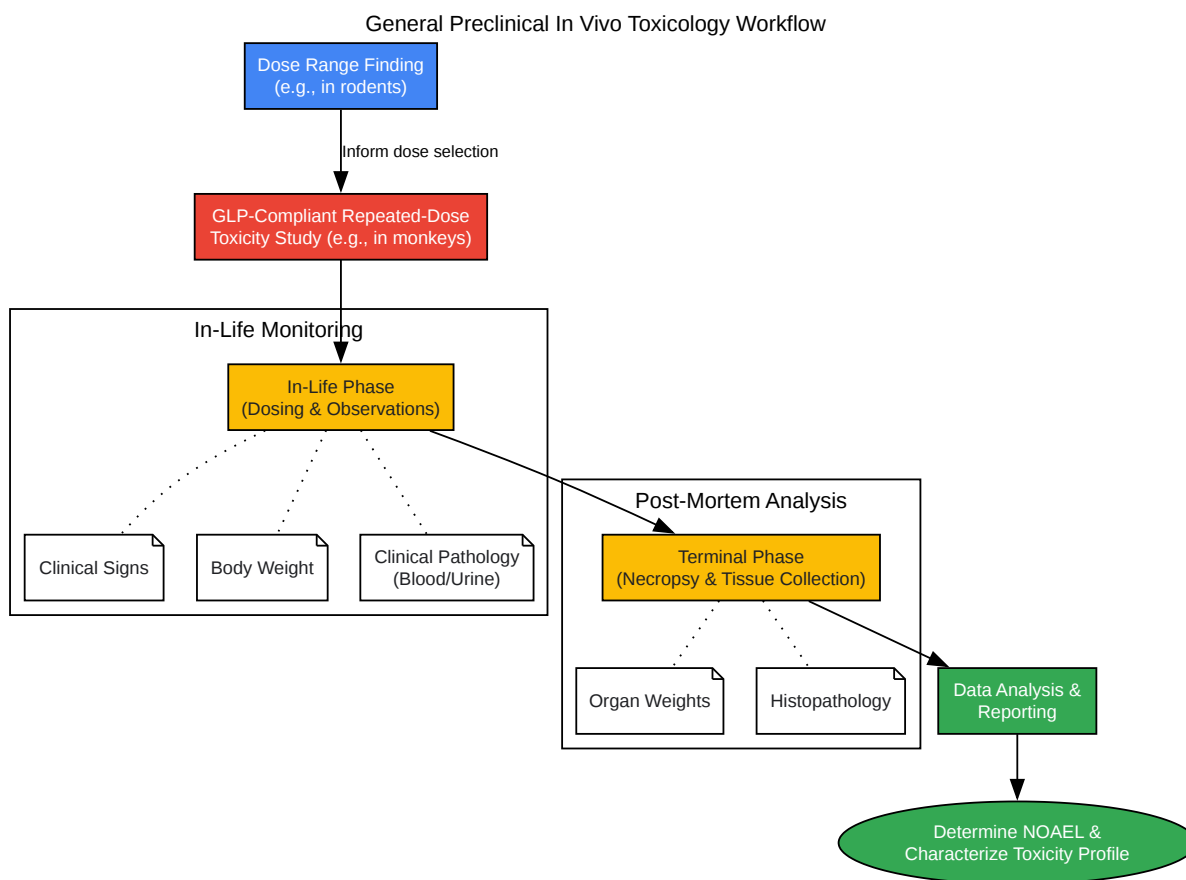 General Preclinical In Vivo Toxicology Workflow
Dose Range Finding
(e.g., in rodents)
Inform dose selection
GLP-Compliant Repeated-Dose
Toxicity Study (e.g., in monkeys)
In-Life Monitoring
In-Life Phase
(Dosing & Observations)
Clinical Signs
Body Weight
Clinical Pathology
(Blood/Urine)
Post-Mortem Analysis
Terminal Phase
(Necropsy & Tissue Collection)
Organ Weights
Histopathology
Data Analysis &
Reporting
Determine NOAEL &
Characterize Toxicity Profile